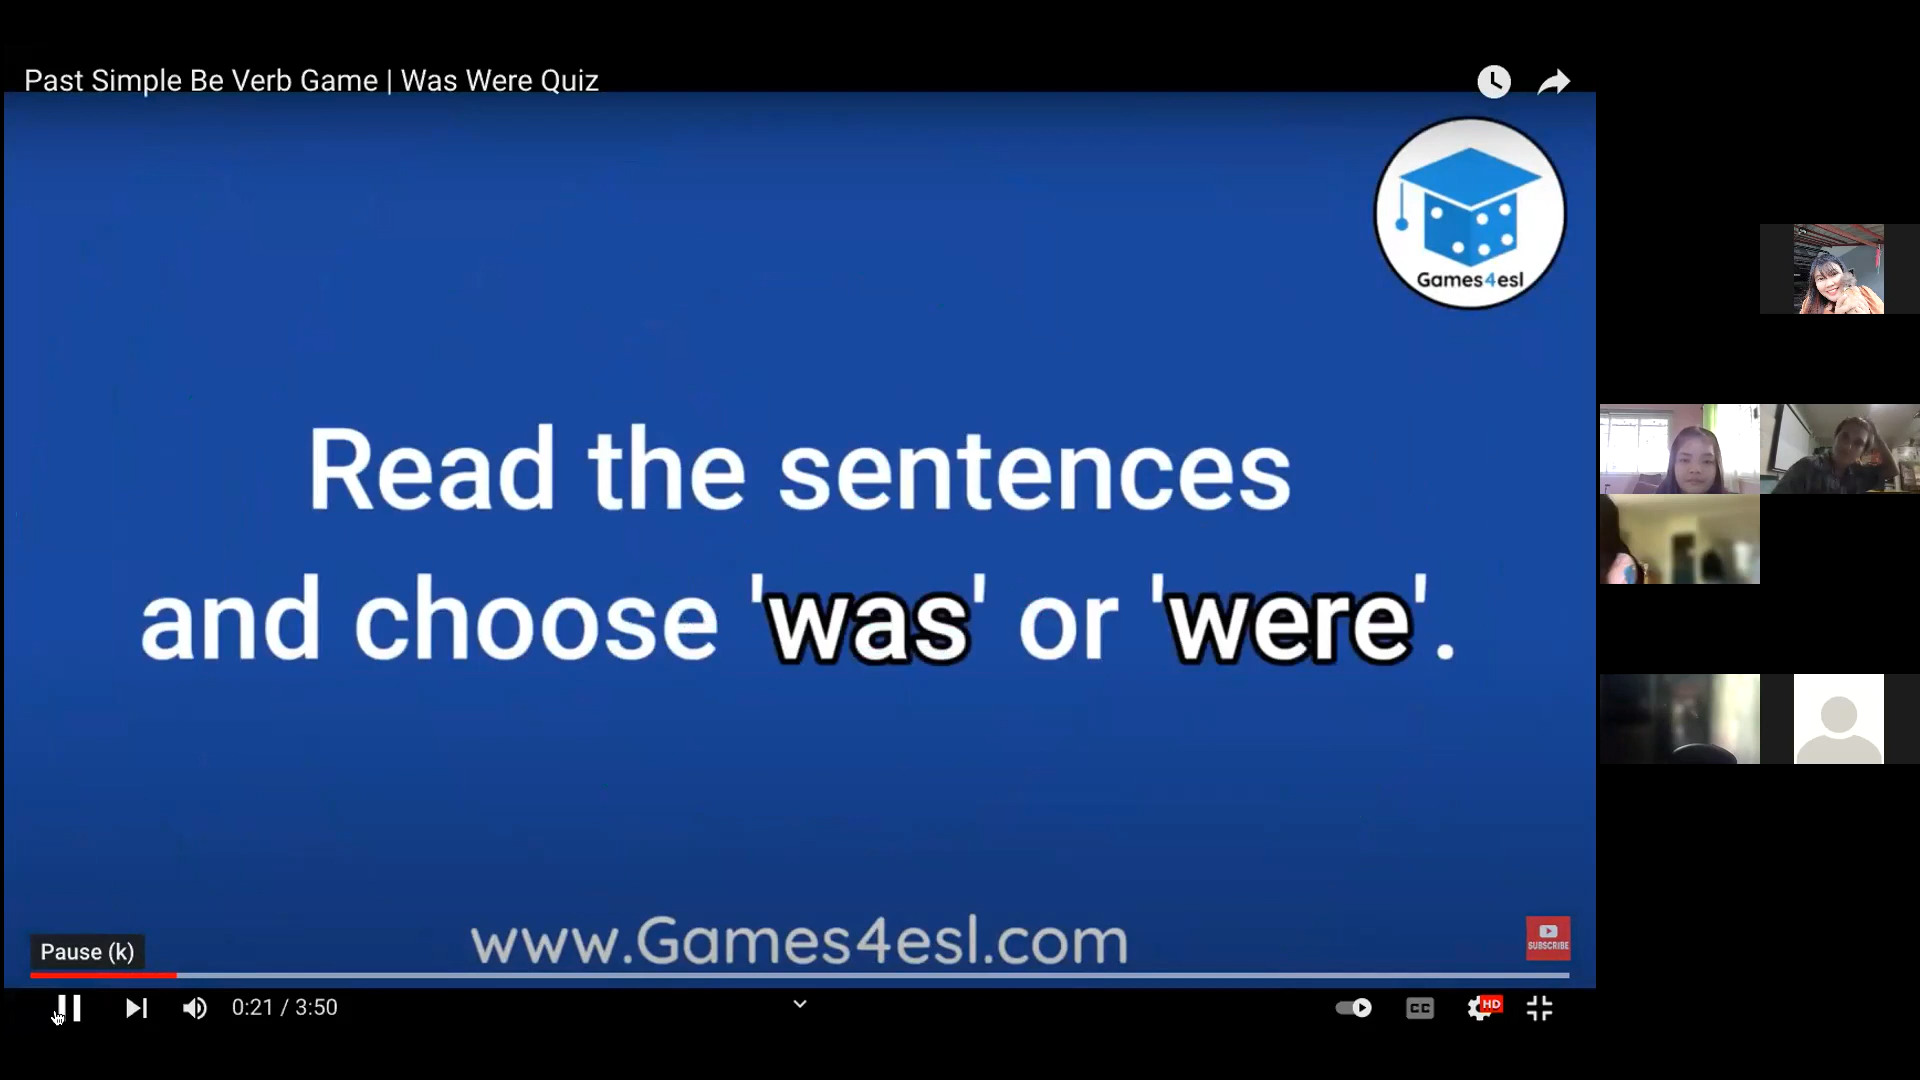 Past Simple Be Verb Game | Was Were Quiz
Games4esl
Read the sentences
and choose 'was' or 'were'.
www.Games4esl.com
SUBSCRIBE
Pause (k)
0:21 / 3:50
CC
HD